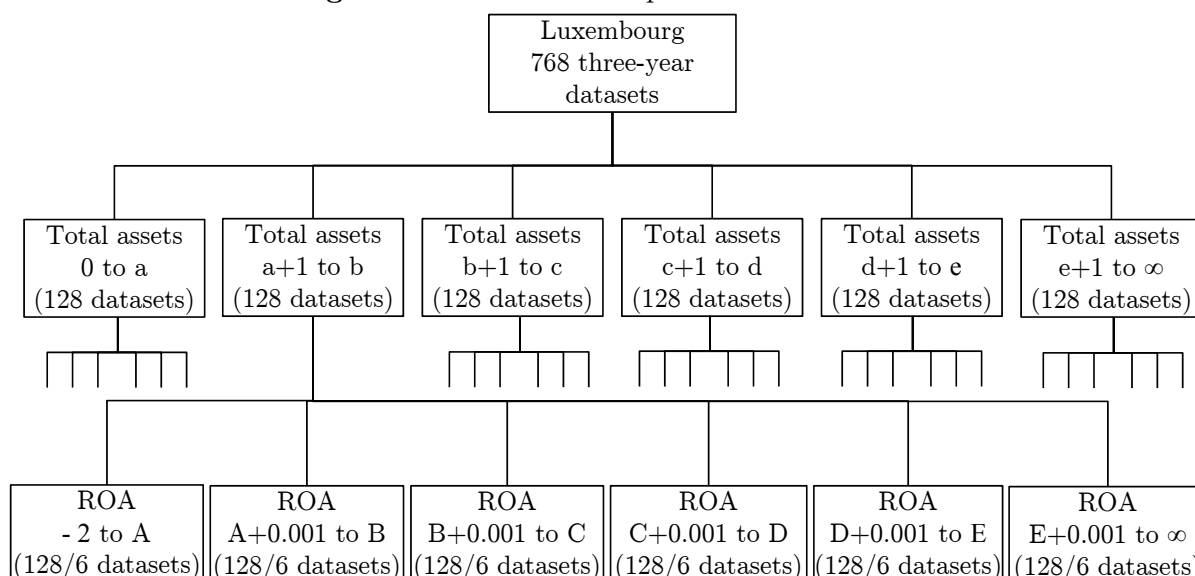 Luxembourg
768 three-year
datasets
Total assets
0 to a
(128 datasets)
Total assets
a+1 to b
(128 datasets)
Total assets
b+1 to c
(128 datasets)
Total assets
c+1 to d
(128 datasets)
Total assets
d+1 to e
(128 datasets)
Total assets
e+1 to ∞
(128 datasets)
ROA
- 2 to A
(128/6 datasets)
ROA
A+0.001 to B
(128/6 datasets)
ROA
B+0.001 to C
(128/6 datasets)
ROA
C+0.001 to D
(128/6 datasets)
ROA
D+0.001 to E
(128/6 datasets)
ROA
E+0.001 to ∞
(128/6 datasets)